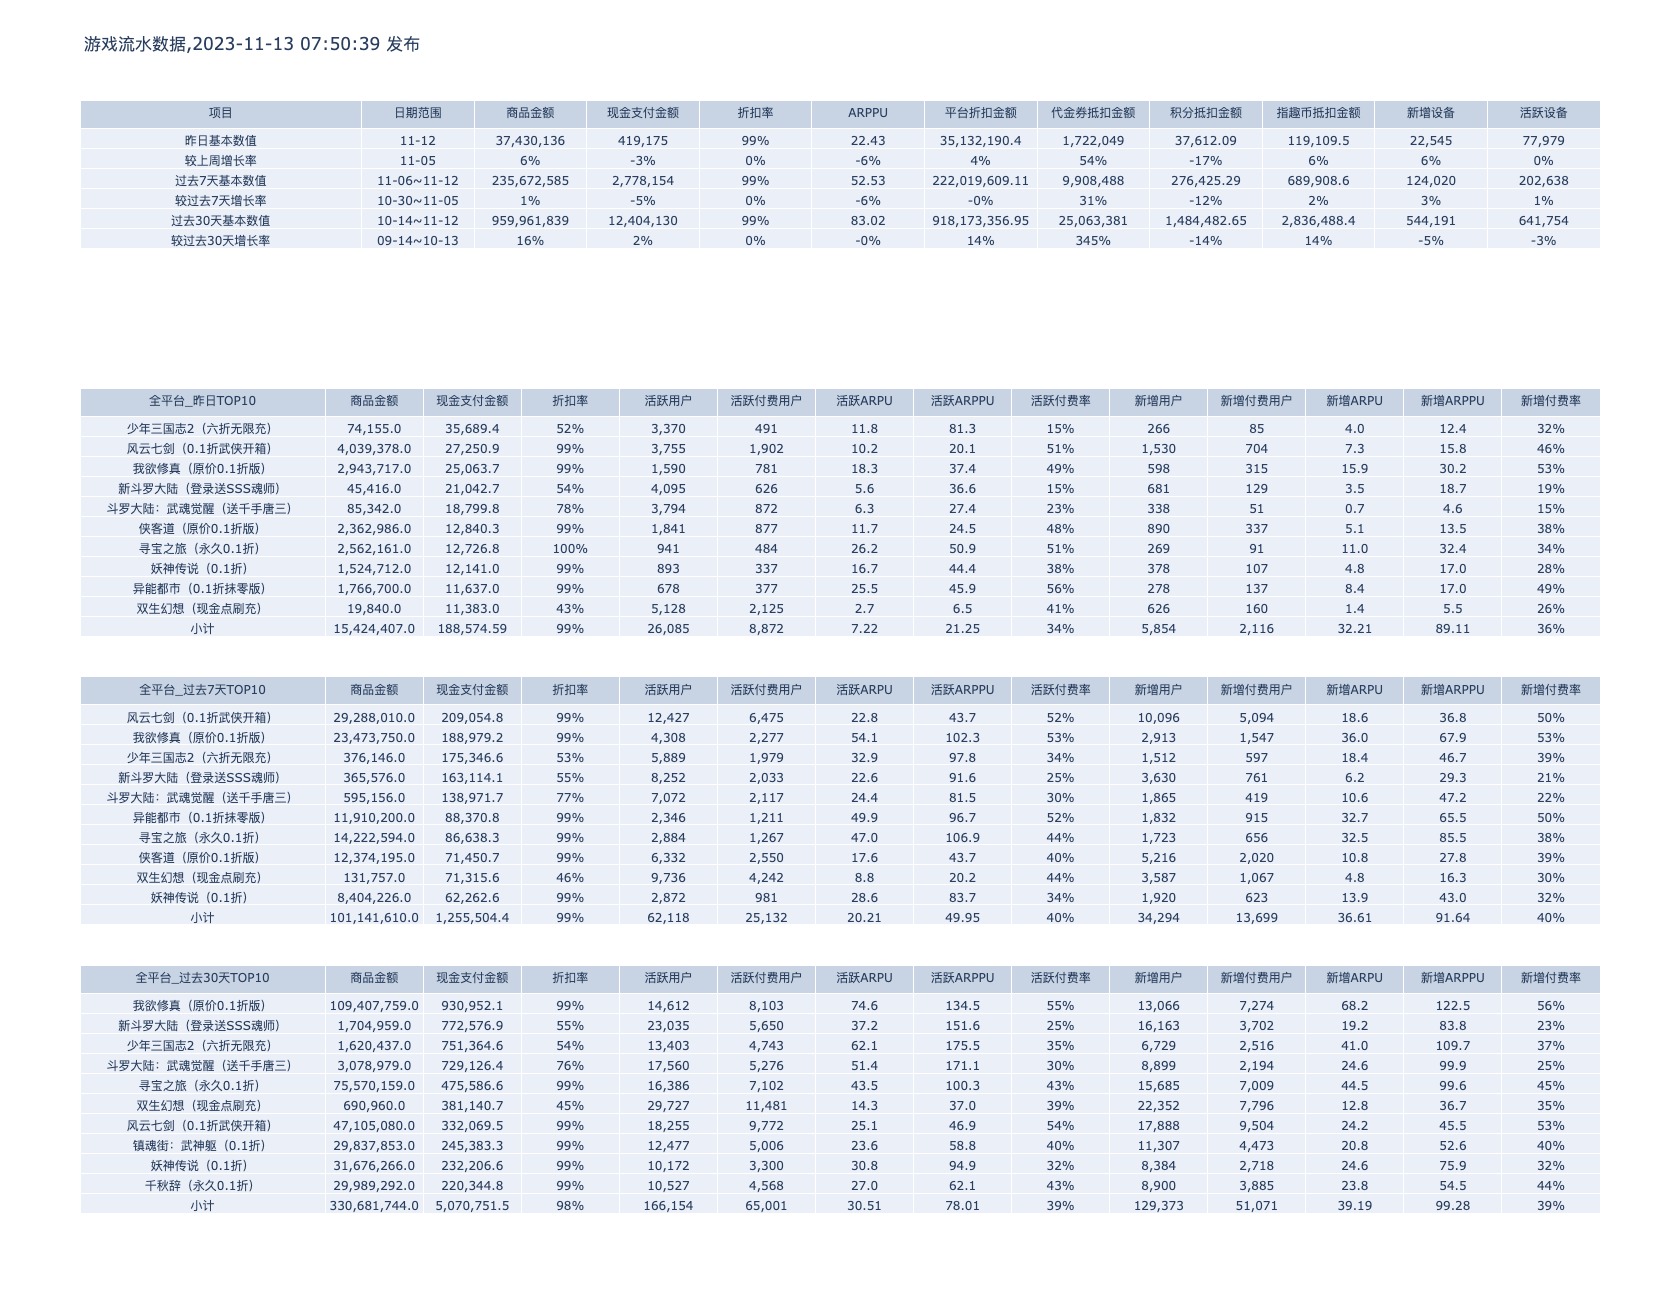 游戏流水数据,2023-11-13 07:50:39 发布
项目 日期范围 商品金额 现金支付金额 折扣率 ARPPU 平台折扣金额 代金券抵扣金额 积分抵扣金额 指趣币抵扣金额 新增设备 活跃设备
昨日基本数值 11-12 37,430,136 419,175 99% 22.43 35,132,190.4 1,722,049 37,612.09 119,109.5 22,545 77,979
较上周增长率 11-05 6% -3% 0% -6% 4% 54% -17% 6% 6% 0%
过去7天基本数值 11-06~11-12 235,672,585 2,778,154 99% 52.53 222,019,609.11 9,908,488 276,425.29 689,908.6 124,020 202,638
较过去7天增长率 10-30~11-05 1% -5% 0% -6% -0% 31% -12% 2% 3% 1%
过去30天基本数值 10-14~11-12 959,961,839 12,404,130 99% 83.02 918,173,356.95 25,063,381 1,484,482.65 2,836,488.4 544,191 641,754
较过去30天增长率 09-14~10-13 16% 2% 0% -0% 14% 345% -14% 14% -5% -3%
全平台_昨日TOP10 商品金额 现金支付金额 折扣率 活跃用户 活跃付费用户 活跃ARPU 活跃ARPPU 活跃付费率 新增用户 新增付费用户 新增ARPU 新增ARPPU 新增付费率
少年三国志2（六折无限充） 74,155.0 35,689.4 52% 3,370 491 11.8 81.3 15% 266 85 4.0 12.4 32%
风云七剑（0.1折武侠开箱） 4,039,378.0 27,250.9 99% 3,755 1,902 10.2 20.1 51% 1,530 704 7.3 15.8 46%
我欲修真（原价0.1折版） 2,943,717.0 25,063.7 99% 1,590 781 18.3 37.4 49% 598 315 15.9 30.2 53%
新斗罗大陆（登录送SSS魂师） 45,416.0 21,042.7 54% 4,095 626 5.6 36.6 15% 681 129 3.5 18.7 19%
斗罗大陆：武魂觉醒（送千手唐三） 85,342.0 18,799.8 78% 3,794 872 6.3 27.4 23% 338 51 0.7 4.6 15%
侠客道（原价0.1折版） 2,362,986.0 12,840.3 99% 1,841 877 11.7 24.5 48% 890 337 5.1 13.5 38%
寻宝之旅（永久0.1折） 2,562,161.0 12,726.8 100% 941 484 26.2 50.9 51% 269 91 11.0 32.4 34%
妖神传说（0.1折） 1,524,712.0 12,141.0 99% 893 337 16.7 44.4 38% 378 107 4.8 17.0 28%
异能都市（0.1折抹零版） 1,766,700.0 11,637.0 99% 678 377 25.5 45.9 56% 278 137 8.4 17.0 49%
双生幻想（现金点刷充） 19,840.0 11,383.0 43% 5,128 2,125 2.7 6.5 41% 626 160 1.4 5.5 26%
小计 15,424,407.0 188,574.59 99% 26,085 8,872 7.22 21.25 34% 5,854 2,116 32.21 89.11 36%
全平台_过去7天TOP10 商品金额 现金支付金额 折扣率 活跃用户 活跃付费用户 活跃ARPU 活跃ARPPU 活跃付费率 新增用户 新增付费用户 新增ARPU 新增ARPPU 新增付费率
风云七剑（0.1折武侠开箱） 29,288,010.0 209,054.8 99% 12,427 6,475 22.8 43.7 52% 10,096 5,094 18.6 36.8 50%
我欲修真（原价0.1折版） 23,473,750.0 188,979.2 99% 4,308 2,277 54.1 102.3 53% 2,913 1,547 36.0 67.9 53%
少年三国志2（六折无限充） 376,146.0 175,346.6 53% 5,889 1,979 32.9 97.8 34% 1,512 597 18.4 46.7 39%
新斗罗大陆（登录送SSS魂师） 365,576.0 163,114.1 55% 8,252 2,033 22.6 91.6 25% 3,630 761 6.2 29.3 21%
斗罗大陆：武魂觉醒（送千手唐三） 595,156.0 138,971.7 77% 7,072 2,117 24.4 81.5 30% 1,865 419 10.6 47.2 22%
异能都市（0.1折抹零版） 11,910,200.0 88,370.8 99% 2,346 1,211 49.9 96.7 52% 1,832 915 32.7 65.5 50%
寻宝之旅（永久0.1折） 14,222,594.0 86,638.3 99% 2,884 1,267 47.0 106.9 44% 1,723 656 32.5 85.5 38%
侠客道（原价0.1折版） 12,374,195.0 71,450.7 99% 6,332 2,550 17.6 43.7 40% 5,216 2,020 10.8 27.8 39%
双生幻想（现金点刷充） 131,757.0 71,315.6 46% 9,736 4,242 8.8 20.2 44% 3,587 1,067 4.8 16.3 30%
妖神传说（0.1折） 8,404,226.0 62,262.6 99% 2,872 981 28.6 83.7 34% 1,920 623 13.9 43.0 32%
小计 101,141,610.0 1,255,504.4 99% 62,118 25,132 20.21 49.95 40% 34,294 13,699 36.61 91.64 40%
全平台_过去30天TOP10 商品金额 现金支付金额 折扣率 活跃用户 活跃付费用户 活跃ARPU 活跃ARPPU 活跃付费率 新增用户 新增付费用户 新增ARPU 新增ARPPU 新增付费率
我欲修真（原价0.1折版） 109,407,759.0 930,952.1 99% 14,612 8,103 74.6 134.5 55% 13,066 7,274 68.2 122.5 56%
新斗罗大陆（登录送SSS魂师） 1,704,959.0 772,576.9 55% 23,035 5,650 37.2 151.6 25% 16,163 3,702 19.2 83.8 23%
少年三国志2（六折无限充） 1,620,437.0 751,364.6 54% 13,403 4,743 62.1 175.5 35% 6,729 2,516 41.0 109.7 37%
斗罗大陆：武魂觉醒（送千手唐三） 3,078,979.0 729,126.4 76% 17,560 5,276 51.4 171.1 30% 8,899 2,194 24.6 99.9 25%
寻宝之旅（永久0.1折） 75,570,159.0 475,586.6 99% 16,386 7,102 43.5 100.3 43% 15,685 7,009 44.5 99.6 45%
双生幻想（现金点刷充） 690,960.0 381,140.7 45% 29,727 11,481 14.3 37.0 39% 22,352 7,796 12.8 36.7 35%
风云七剑（0.1折武侠开箱） 47,105,080.0 332,069.5 99% 18,255 9,772 25.1 46.9 54% 17,888 9,504 24.2 45.5 53%
镇魂街：武神躯（0.1折） 29,837,853.0 245,383.3 99% 12,477 5,006 23.6 58.8 40% 11,307 4,473 20.8 52.6 40%
妖神传说（0.1折） 31,676,266.0 232,206.6 99% 10,172 3,300 30.8 94.9 32% 8,384 2,718 24.6 75.9 32%
千秋辞（永久0.1折） 29,989,292.0 220,344.8 99% 10,527 4,568 27.0 62.1 43% 8,900 3,885 23.8 54.5 44%
小计 330,681,744.0 5,070,751.5 98% 166,154 65,001 30.51 78.01 39% 129,373 51,071 39.19 99.28 39%